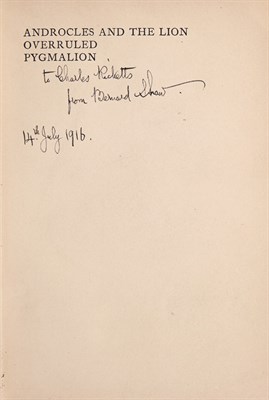 ANDROCLES AND THE LION
OVERRULED
PYGMALION
to Charles Ricketts
from Bernard Shaw.
14th July 1916.